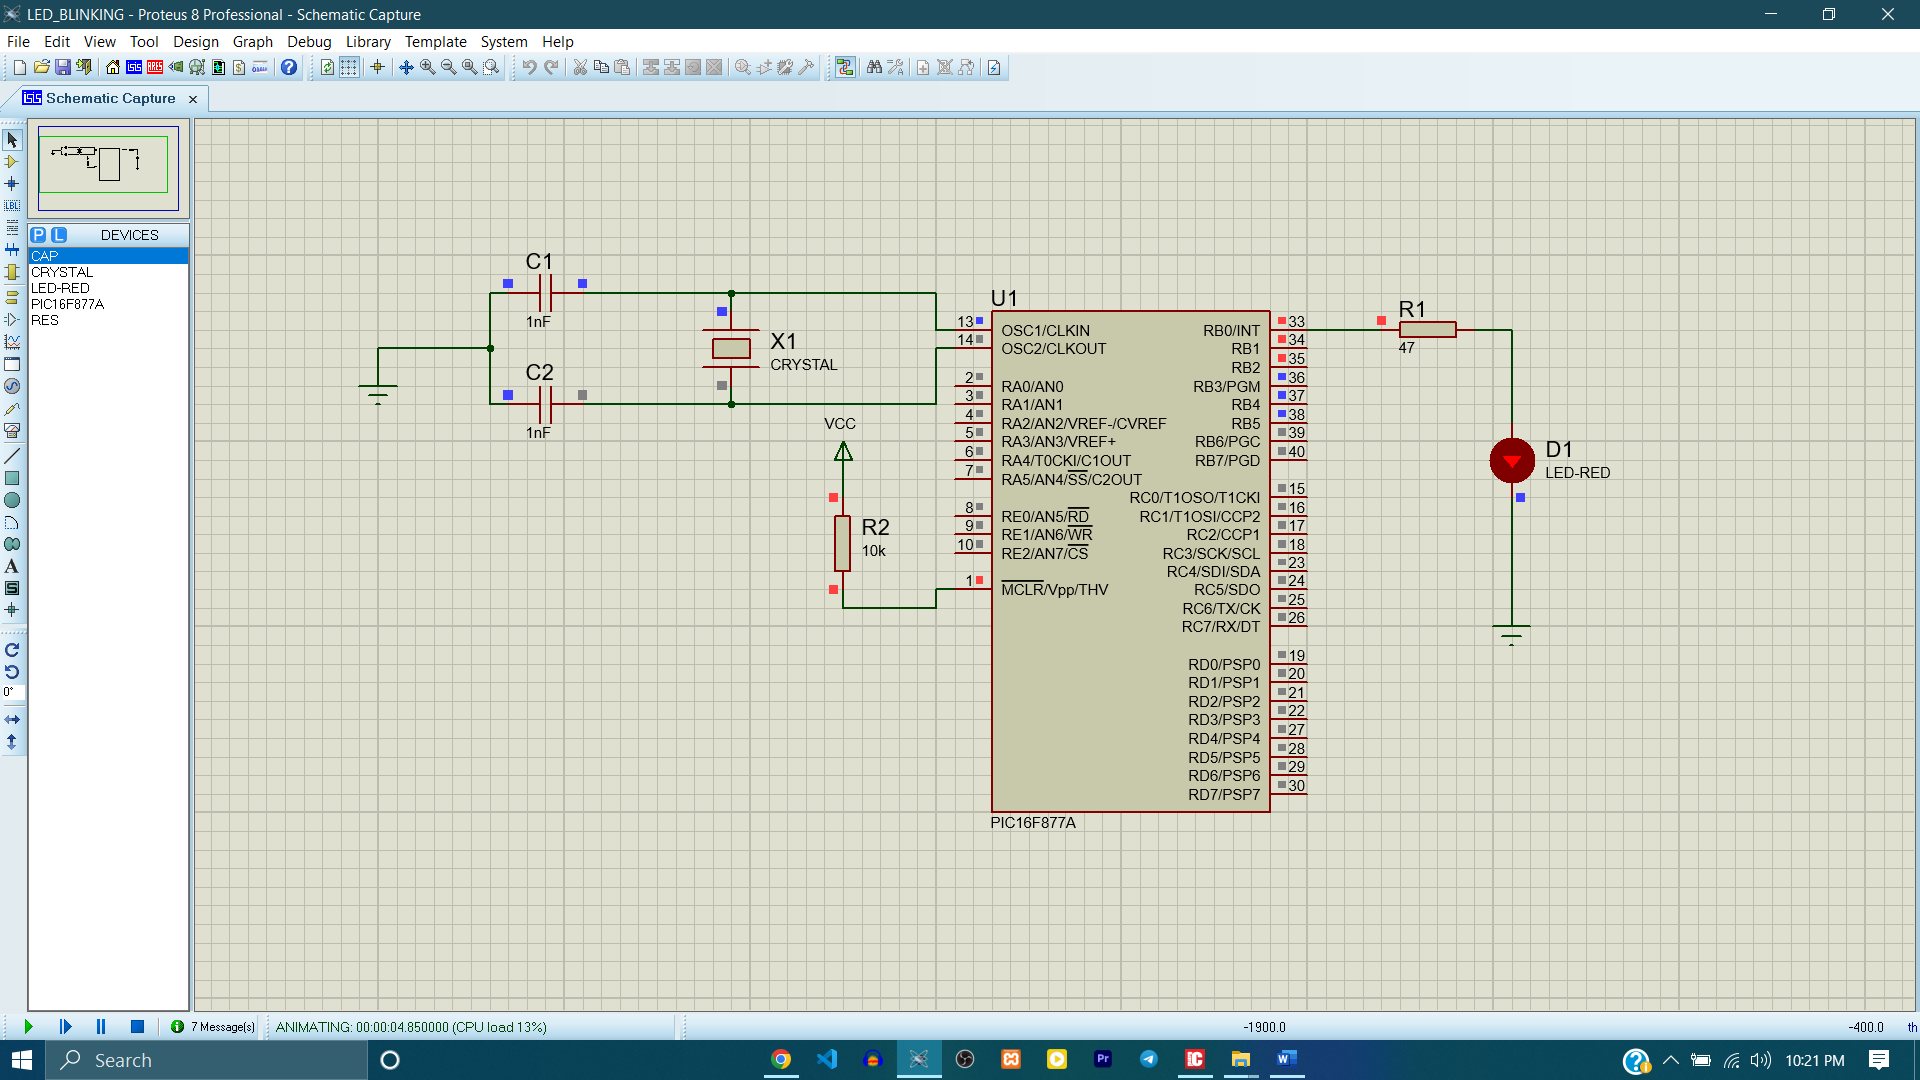 LED_BLINKING - Proteus 8 Professional - Schematic Capture
File Edit View Tool Design Graph Debug Library Template System Help
Schematic Capture
P L DEVICES
CAP
CRYSTAL
LED-RED
PIC16F877A
RES
LBL
A
S
0°
C1
1nF
C2
1nF
X1
CRYSTAL
VCC
R2
10k
U1
13 OSC1/CLKIN
14 OSC2/CLKOUT
2 RA0/AN0
3 RA1/AN1
4 RA2/AN2/VREF-/CVREF
5 RA3/AN3/VREF+
6 RA4/T0CKI/C1OUT
7 RA5/AN4/SS/C2OUT
8 RE0/AN5/RD
9 RE1/AN6/WR
10 RE2/AN7/CS
1 MCLR/Vpp/THV
RB0/INT 33
RB1 34
RB2 35
RB3/PGM 36
RB4 37
RB5 38
RB6/PGC 39
RB7/PGD 40
RC0/T1OSO/T1CKI 15
RC1/T1OSI/CCP2 16
RC2/CCP1 17
RC3/SCK/SCL 18
RC4/SDI/SDA 23
RC5/SDO 24
RC6/TX/CK 25
RC7/RX/DT 26
RD0/PSP0 19
RD1/PSP1 20
RD2/PSP2 21
RD3/PSP3 22
RD4/PSP4 27
RD5/PSP5 28
RD6/PSP6 29
RD7/PSP7 30
PIC16F877A
R1
47
D1
LED-RED
7 Message(s) ANIMATING: 00:00:04.850000 (CPU load 13%) -1900.0 -400.0 th
Search 10:21 PM